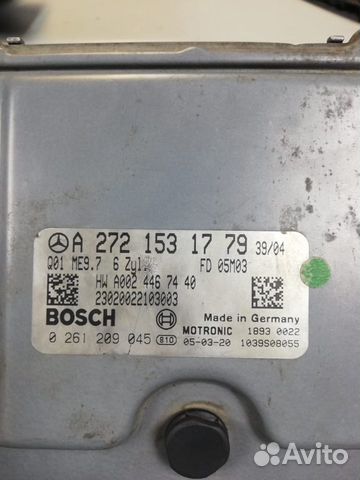 A 272 153 17 79 39/04
Q01 ME9.7 6 Zyl. FD 05M03
HW A002 446 74 40
23020022103003
BOSCH Made in Germany
MOTRONIC 1893 0022
0 261 209 045 810 05-03-20 1039S08055
Avito